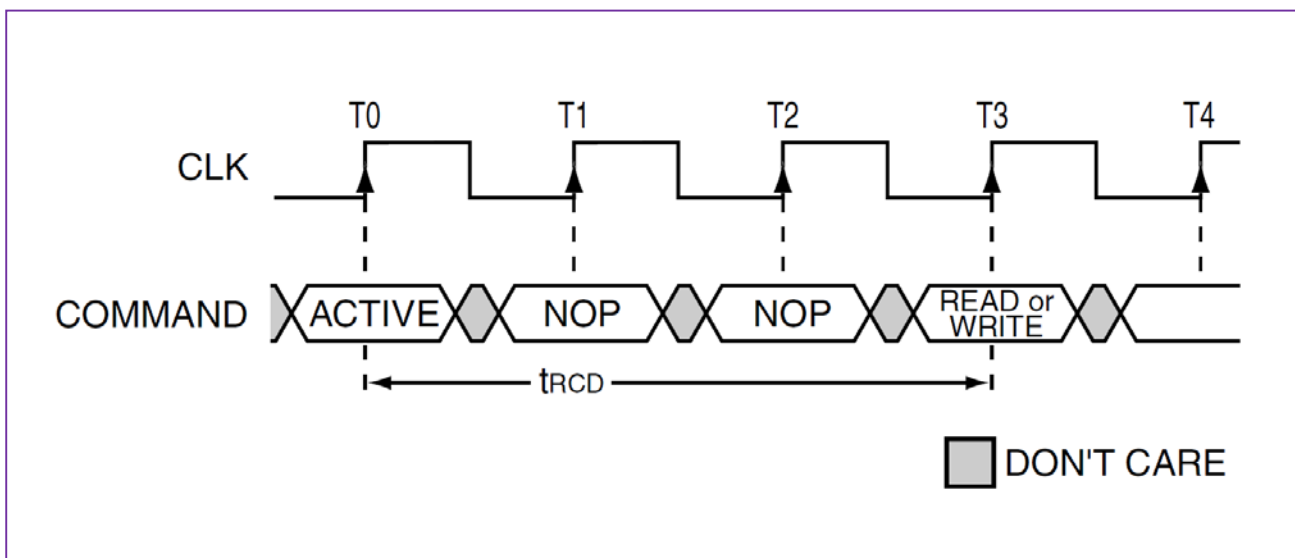 T0 T1 T2 T3 T4
CLK
COMMAND ACTIVE NOP NOP READ or
WRITE
tRCD
DON'T CARE